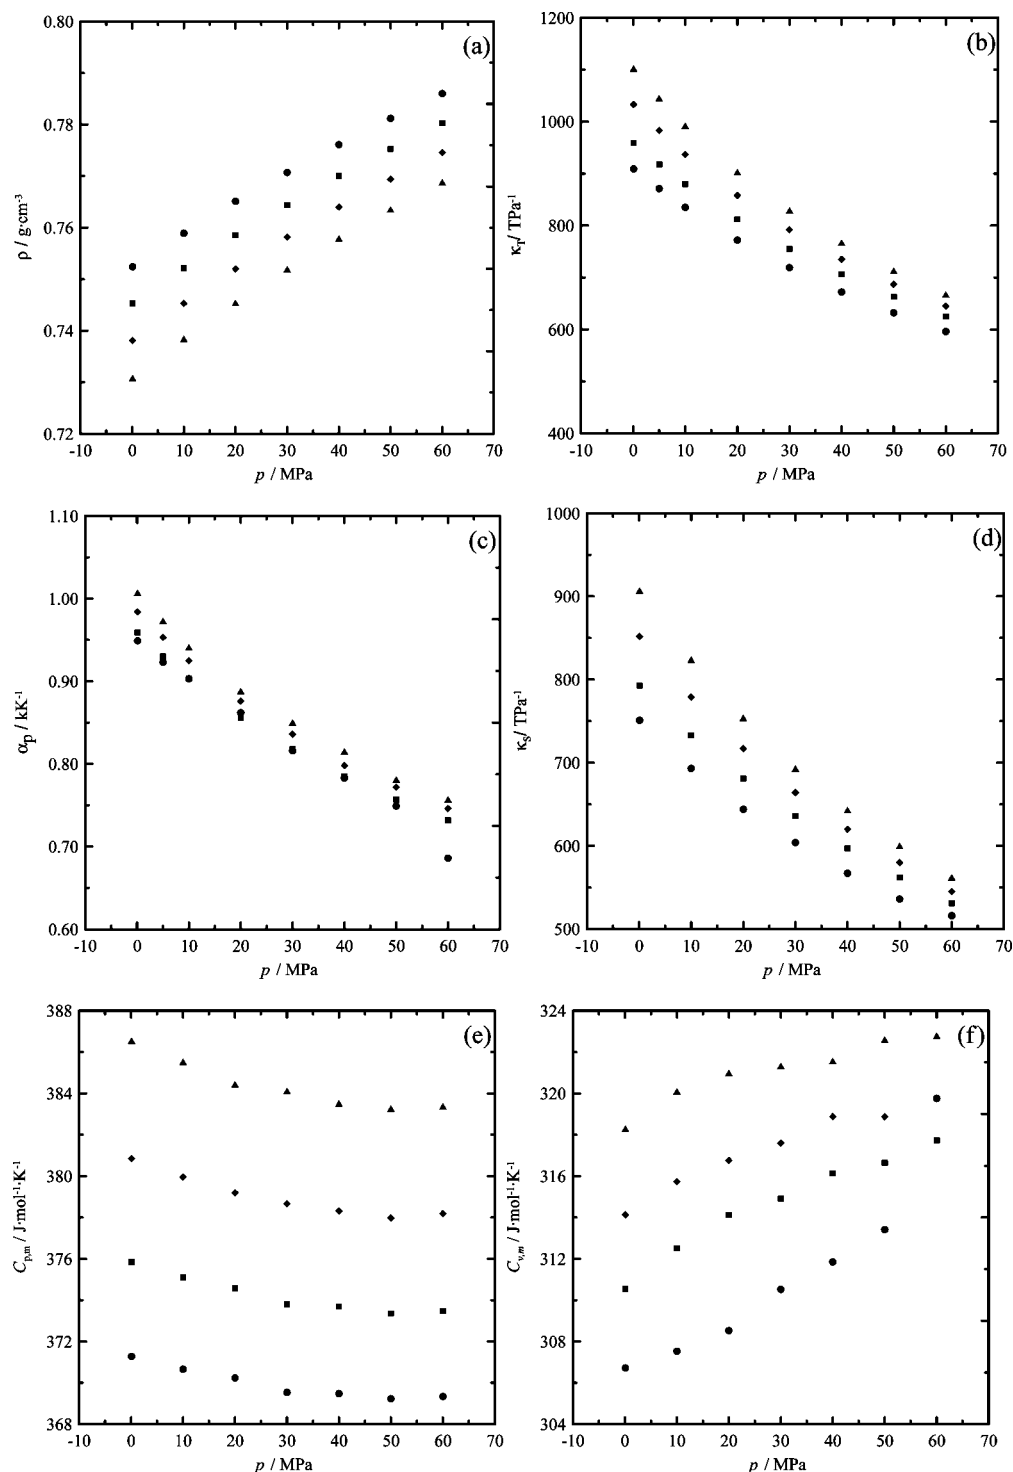 (a)
0.80
0.78
0.76
0.74
0.72
ρ / g·cm⁻³
-10 0 10 20 30 40 50 60 70
p / MPa
(b)
1200
1000
800
600
400
κT/ TPa⁻¹
-10 0 10 20 30 40 50 60 70
p / MPa
(c)
1.10
1.00
0.90
0.80
0.70
0.60
αp / kK⁻¹
-10 0 10 20 30 40 50 60 70
p / MPa
(d)
1000
900
800
700
600
500
κS/ TPa⁻¹
-10 0 10 20 30 40 50 60 70
p / MPa
(e)
388
384
380
376
372
368
Cp,m / J·mol⁻¹·K⁻¹
-10 0 10 20 30 40 50 60 70
p / MPa
(f)
324
320
316
312
308
304
Cv,m / J·mol⁻¹·K⁻¹
-10 0 10 20 30 40 50 60 70
p / MPa